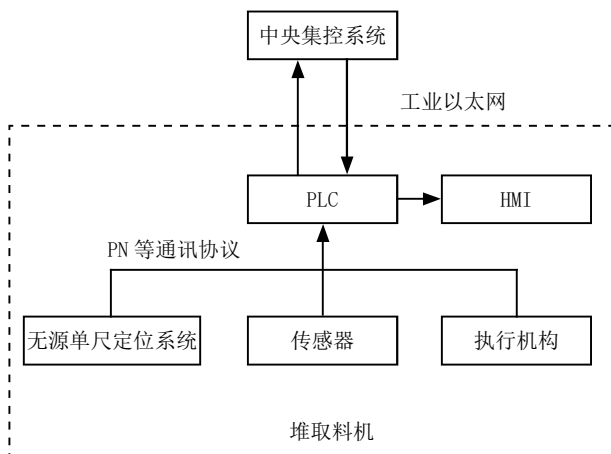 中央集控系统
工业以太网
PLC
HMI
PN 等通讯协议
无源单尺定位系统
传感器
执行机构
堆取料机